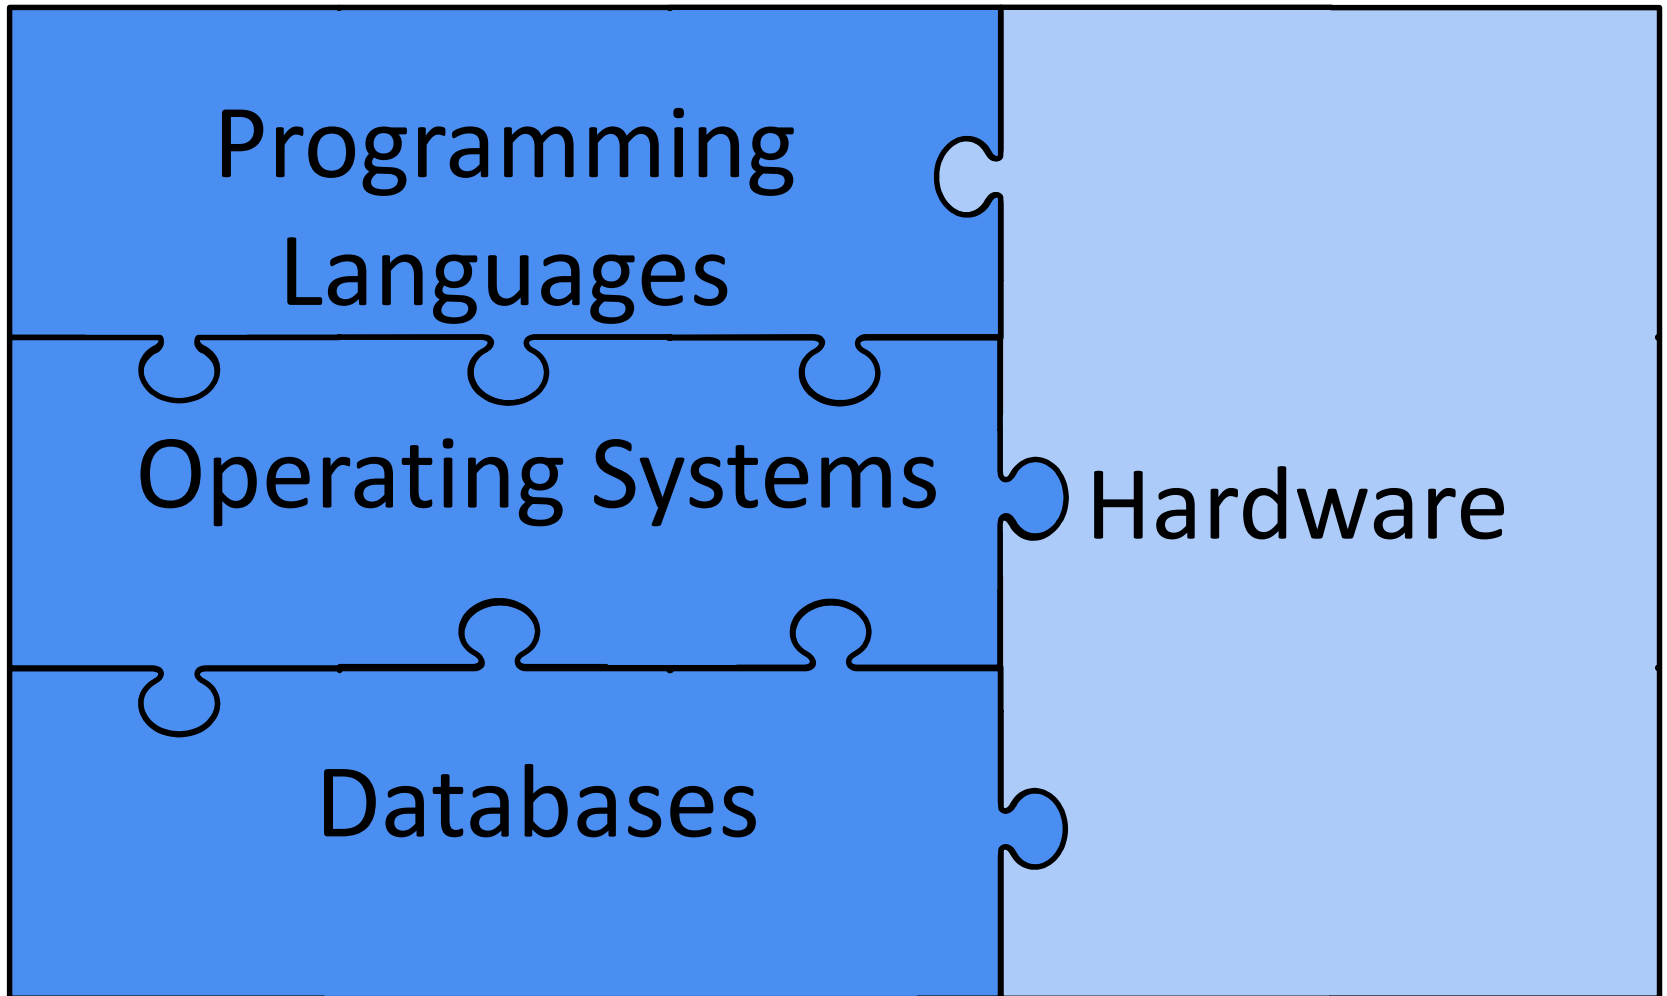 Programming
Languages
Operating Systems
Hardware
Databases